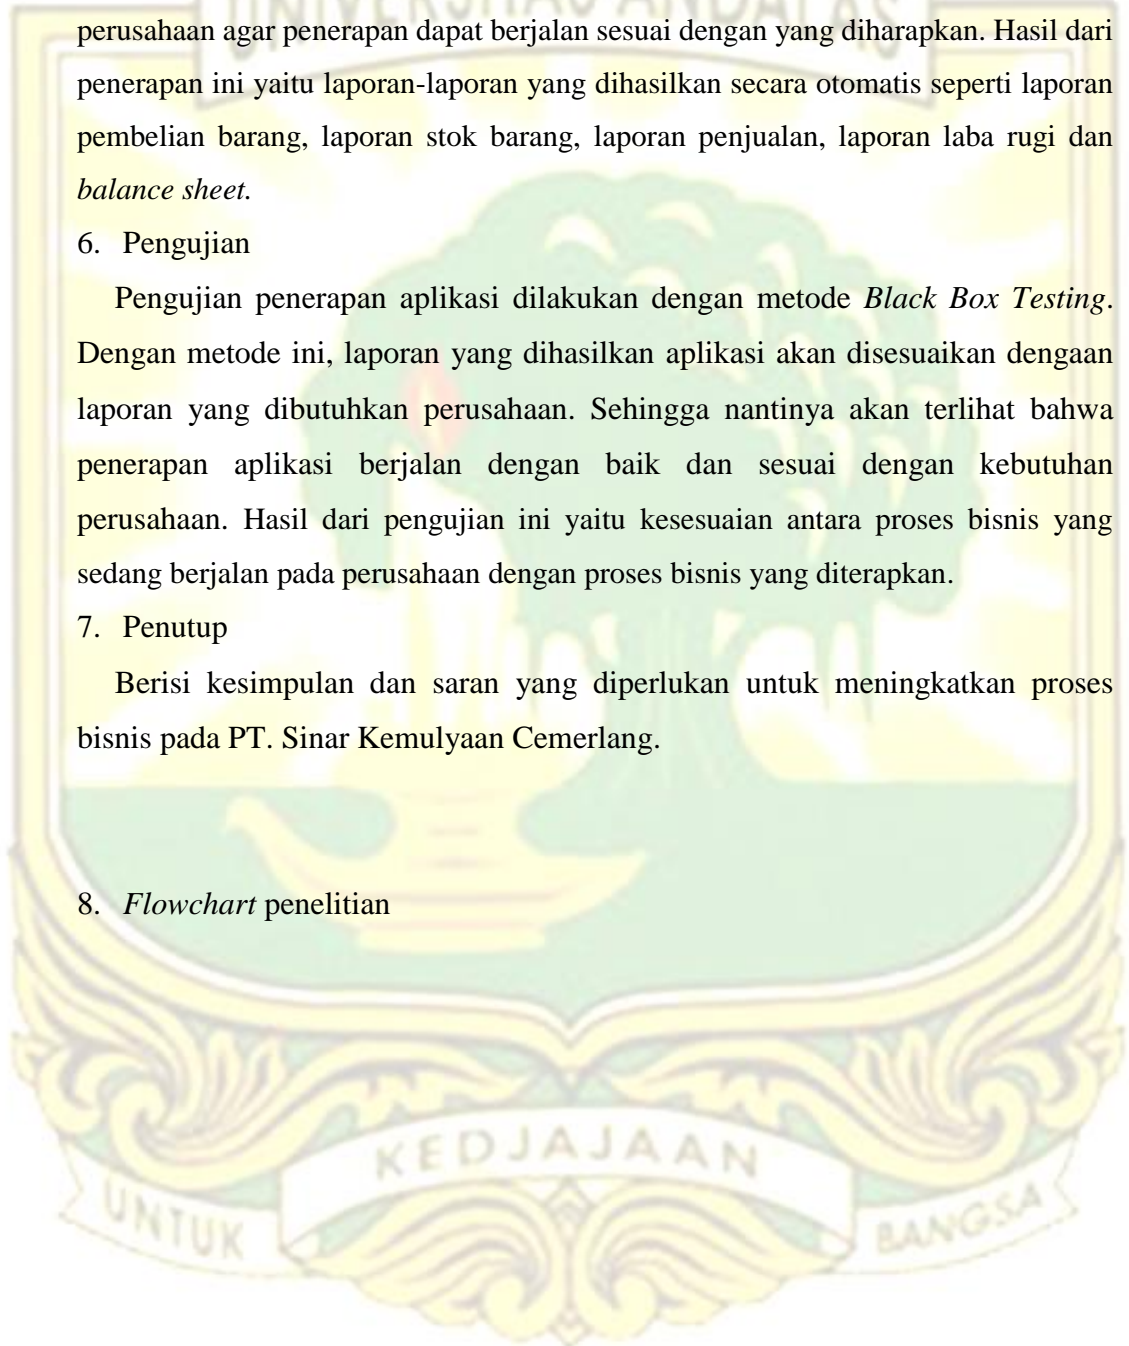 UNIVERSITAS ANDALAS
perusahaan agar penerapan dapat berjalan sesuai dengan yang diharapkan. Hasil dari
penerapan ini yaitu laporan-laporan yang dihasilkan secara otomatis seperti laporan
pembelian barang, laporan stok barang, laporan penjualan, laporan laba rugi dan
balance sheet.
6. Pengujian
Pengujian penerapan aplikasi dilakukan dengan metode Black Box Testing.
Dengan metode ini, laporan yang dihasilkan aplikasi akan disesuaikan dengaan
laporan yang dibutuhkan perusahaan. Sehingga nantinya akan terlihat bahwa
penerapan aplikasi berjalan dengan baik dan sesuai dengan kebutuhan
perusahaan. Hasil dari pengujian ini yaitu kesesuaian antara proses bisnis yang
sedang berjalan pada perusahaan dengan proses bisnis yang diterapkan.
7. Penutup
Berisi kesimpulan dan saran yang diperlukan untuk meningkatkan proses
bisnis pada PT. Sinar Kemulyaan Cemerlang.
8. Flowchart penelitian
UNTUK KEDJAJAAN BANGSA